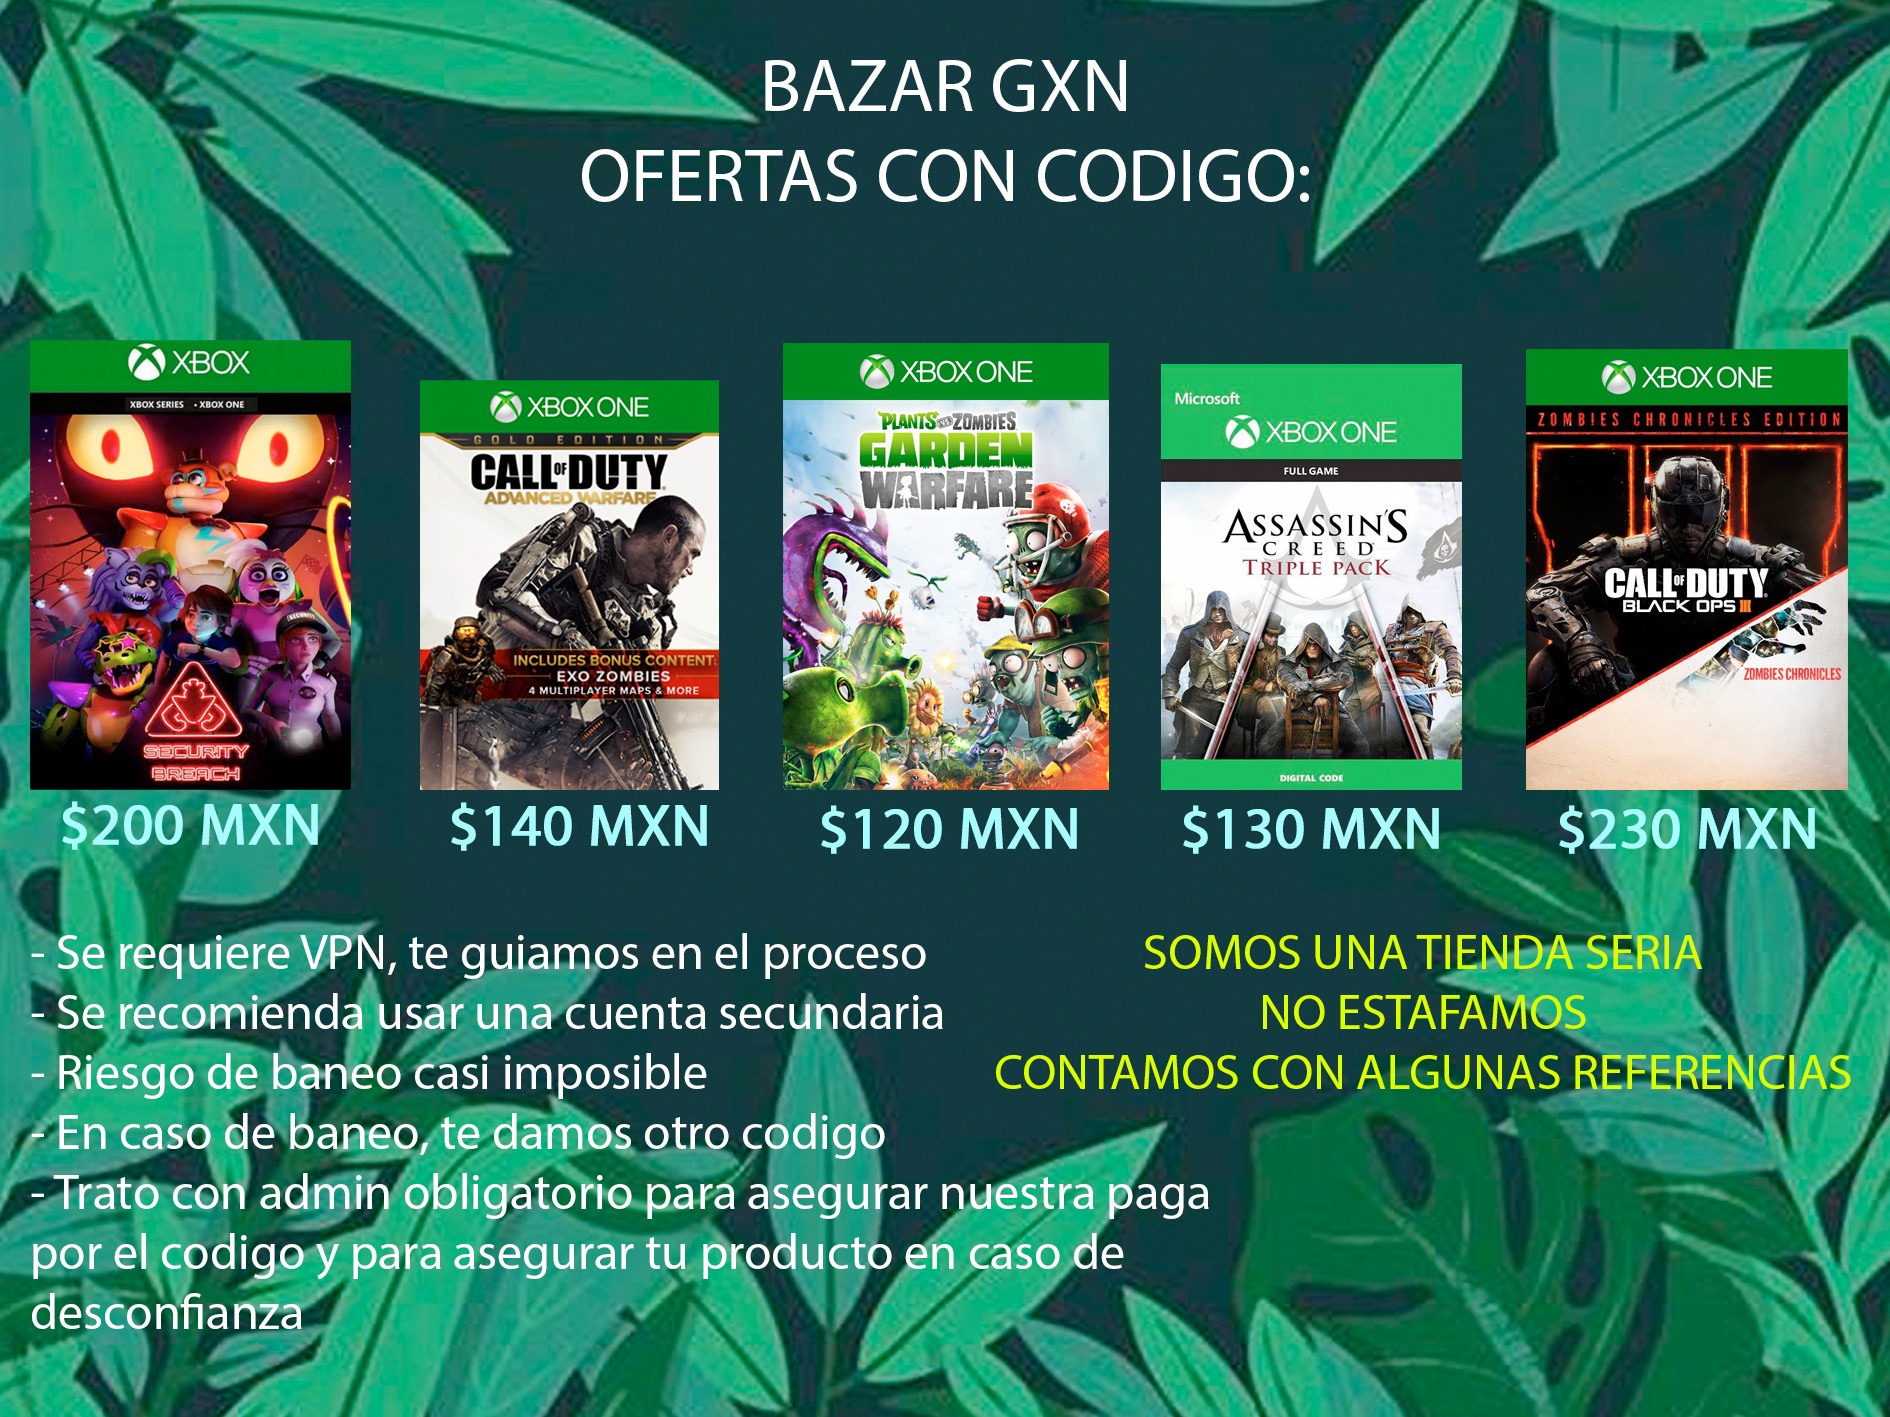 BAZAR GXN
OFERTAS CON CODIGO:
XBOX
XBOX SERIES • XBOX ONE
SECURITY
BREACH
$200 MXN
XBOX ONE
GOLD EDITION
CALL OF DUTY
ADVANCED WARFARE
INCLUDES BONUS CONTENT:
EXO ZOMBIES
4 MULTIPLAYER MAPS & MORE
$140 MXN
XBOX ONE
PLANTS VS ZOMBIES
GARDEN
WARFARE
$120 MXN
Microsoft
XBOX ONE
FULL GAME
ASSASSIN'S
CREED
TRIPLE PACK
DIGITAL CODE
$130 MXN
XBOX ONE
ZOMBIES CHRONICLES EDITION
CALL OF DUTY
BLACK OPS III
ZOMBIES CHRONICLES
$230 MXN
- Se requiere VPN, te guiamos en el proceso
- Se recomienda usar una cuenta secundaria
- Riesgo de baneo casi imposible
- En caso de baneo, te damos otro codigo
- Trato con admin obligatorio para asegurar nuestra paga
por el codigo y para asegurar tu producto en caso de
desconfianza
SOMOS UNA TIENDA SERIA
NO ESTAFAMOS
CONTAMOS CON ALGUNAS REFERENCIAS